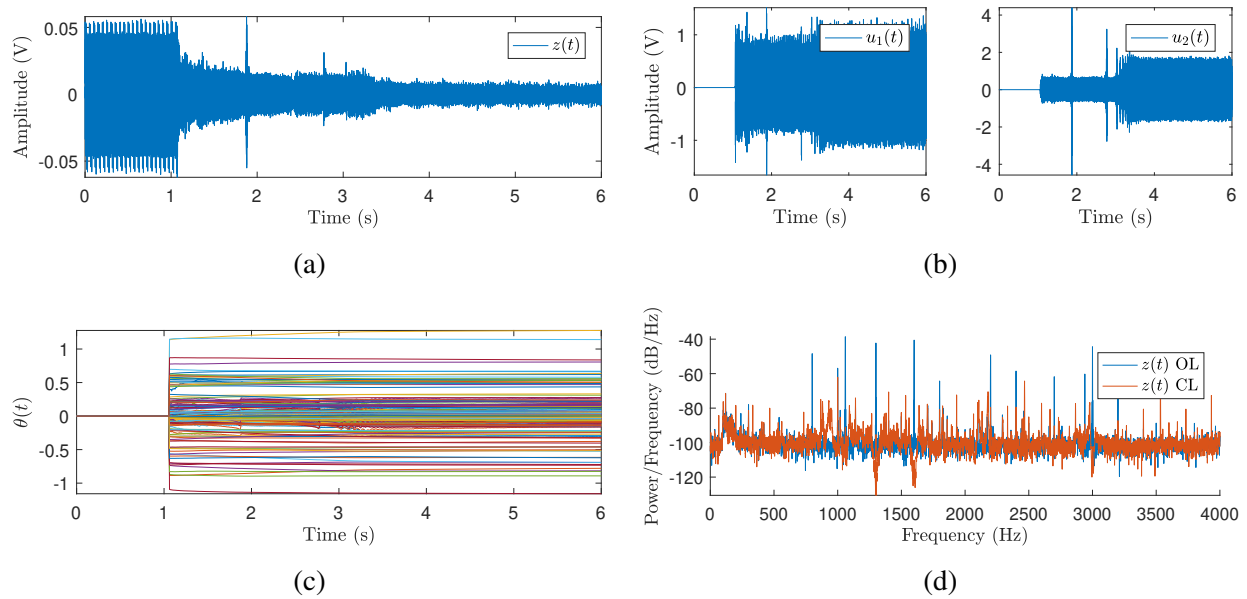 0.05
0
-0.05
Amplitude (V)
z(t)
0 1 2 3 4 5 6
Time (s)
(a)
1
0
-1
Amplitude (V)
u1(t)
0 2 4 6
Time (s)
4
2
0
-2
-4
u2(t)
0 2 4 6
Time (s)
(b)
1
0.5
0
-0.5
-1
θ(t)
0 1 2 3 4 5 6
Time (s)
(c)
-40
-60
-80
-100
-120
Power/Frequency (dB/Hz)
z(t) OL
z(t) CL
0 500 1000 1500 2000 2500 3000 3500 4000
Frequency (Hz)
(d)